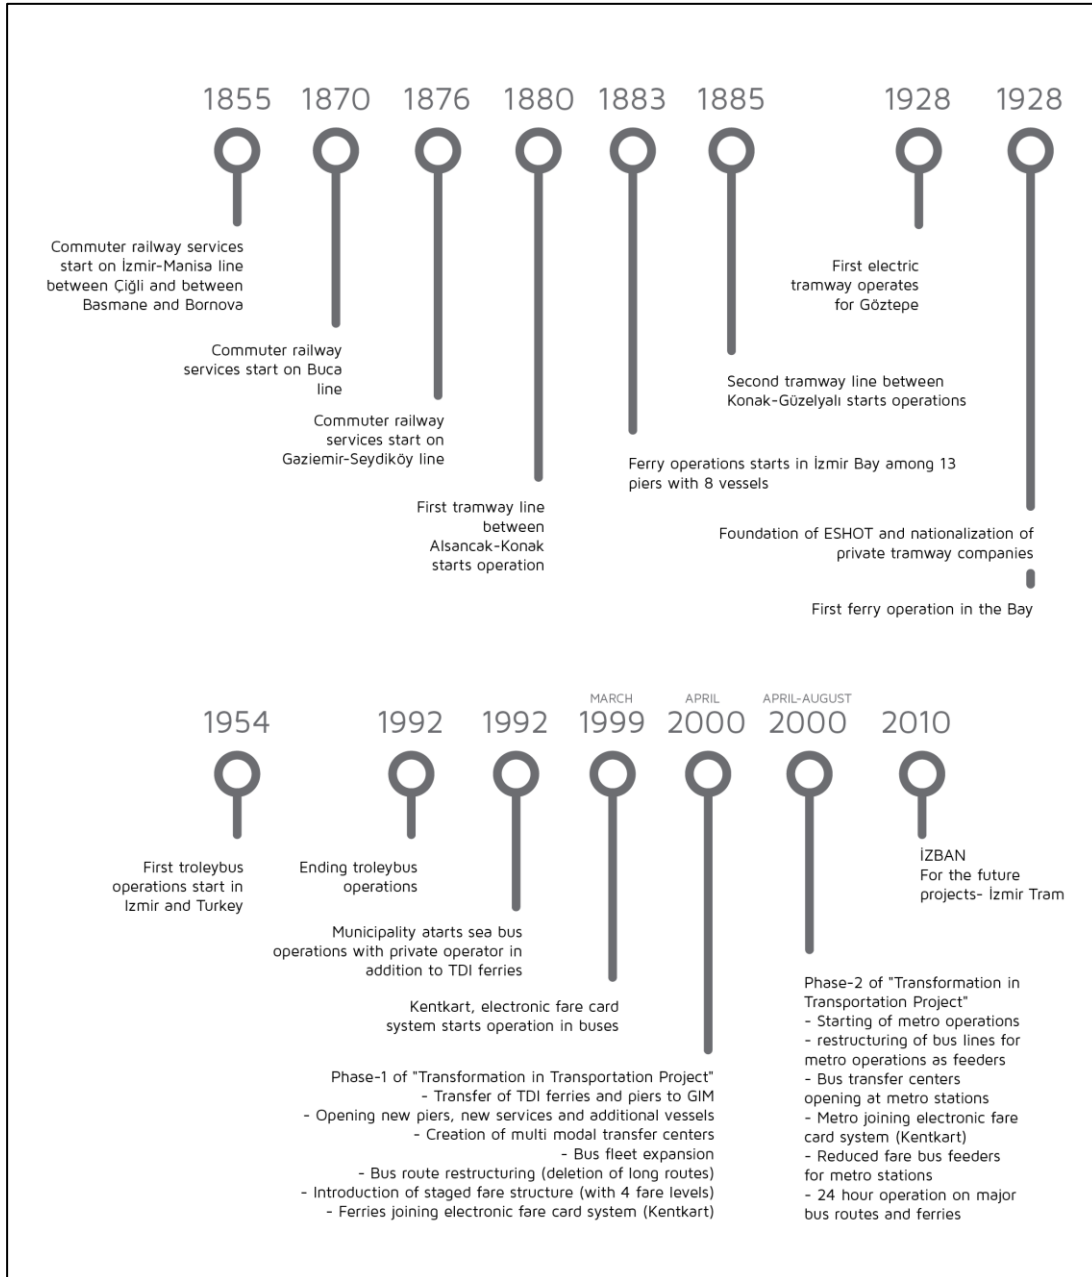 1855
1870
1876
1880
1883
1885
1928
1928
Commuter railway services
start on İzmir-Manisa line
between Çiğli and between
Basmane and Bornova
Commuter railway
services start on Buca
line
Commuter railway
services start on
Gaziemir-Seydiköy line
First tramway line
between
Alsancak-Konak
starts operation
Ferry operations starts in İzmir Bay among 13
piers with 8 vessels
Second tramway line between
Konak-Güzelyalı starts operations
First electric
tramway operates
for Göztepe
Foundation of ESHOT and nationalization of
private tramway companies
First ferry operation in the Bay
1954
1992
1992
MARCH
1999
APRIL
2000
APRIL-AUGUST
2000
2010
First troleybus
operations start in
Izmir and Turkey
Ending troleybus
operations
Municipality atarts sea bus
operations with private operator in
addition to TDI ferries
Kentkart, electronic fare card
system starts operation in buses
Phase-1 of "Transformation in Transportation Project"
- Transfer of TDI ferries and piers to GIM
- Opening new piers, new services and additional vessels
- Creation of multi modal transfer centers
- Bus fleet expansion
- Bus route restructuring (deletion of long routes)
- Introduction of staged fare structure (with 4 fare levels)
- Ferries joining electronic fare card system (Kentkart)
Phase-2 of "Transformation in
Transportation Project"
- Starting of metro operations
- restructuring of bus lines for
metro operations as feeders
- Bus transfer centers
opening at metro stations
- Metro joining electronic fare
card system (Kentkart)
- Reduced fare bus feeders
for metro stations
- 24 hour operation on major
bus routes and ferries
İZBAN
For the future
projects- İzmir Tram